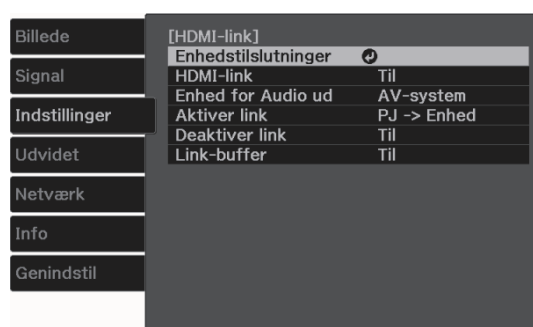 Billede
Signal
Indstillinger
Udvidet
Netværk
Info
Genindstil
[HDMI-link]
Enhedstilslutninger
HDMI-link Til
Enhed for Audio ud AV-system
Aktiver link PJ -> Enhed
Deaktiver link Til
Link-buffer Til